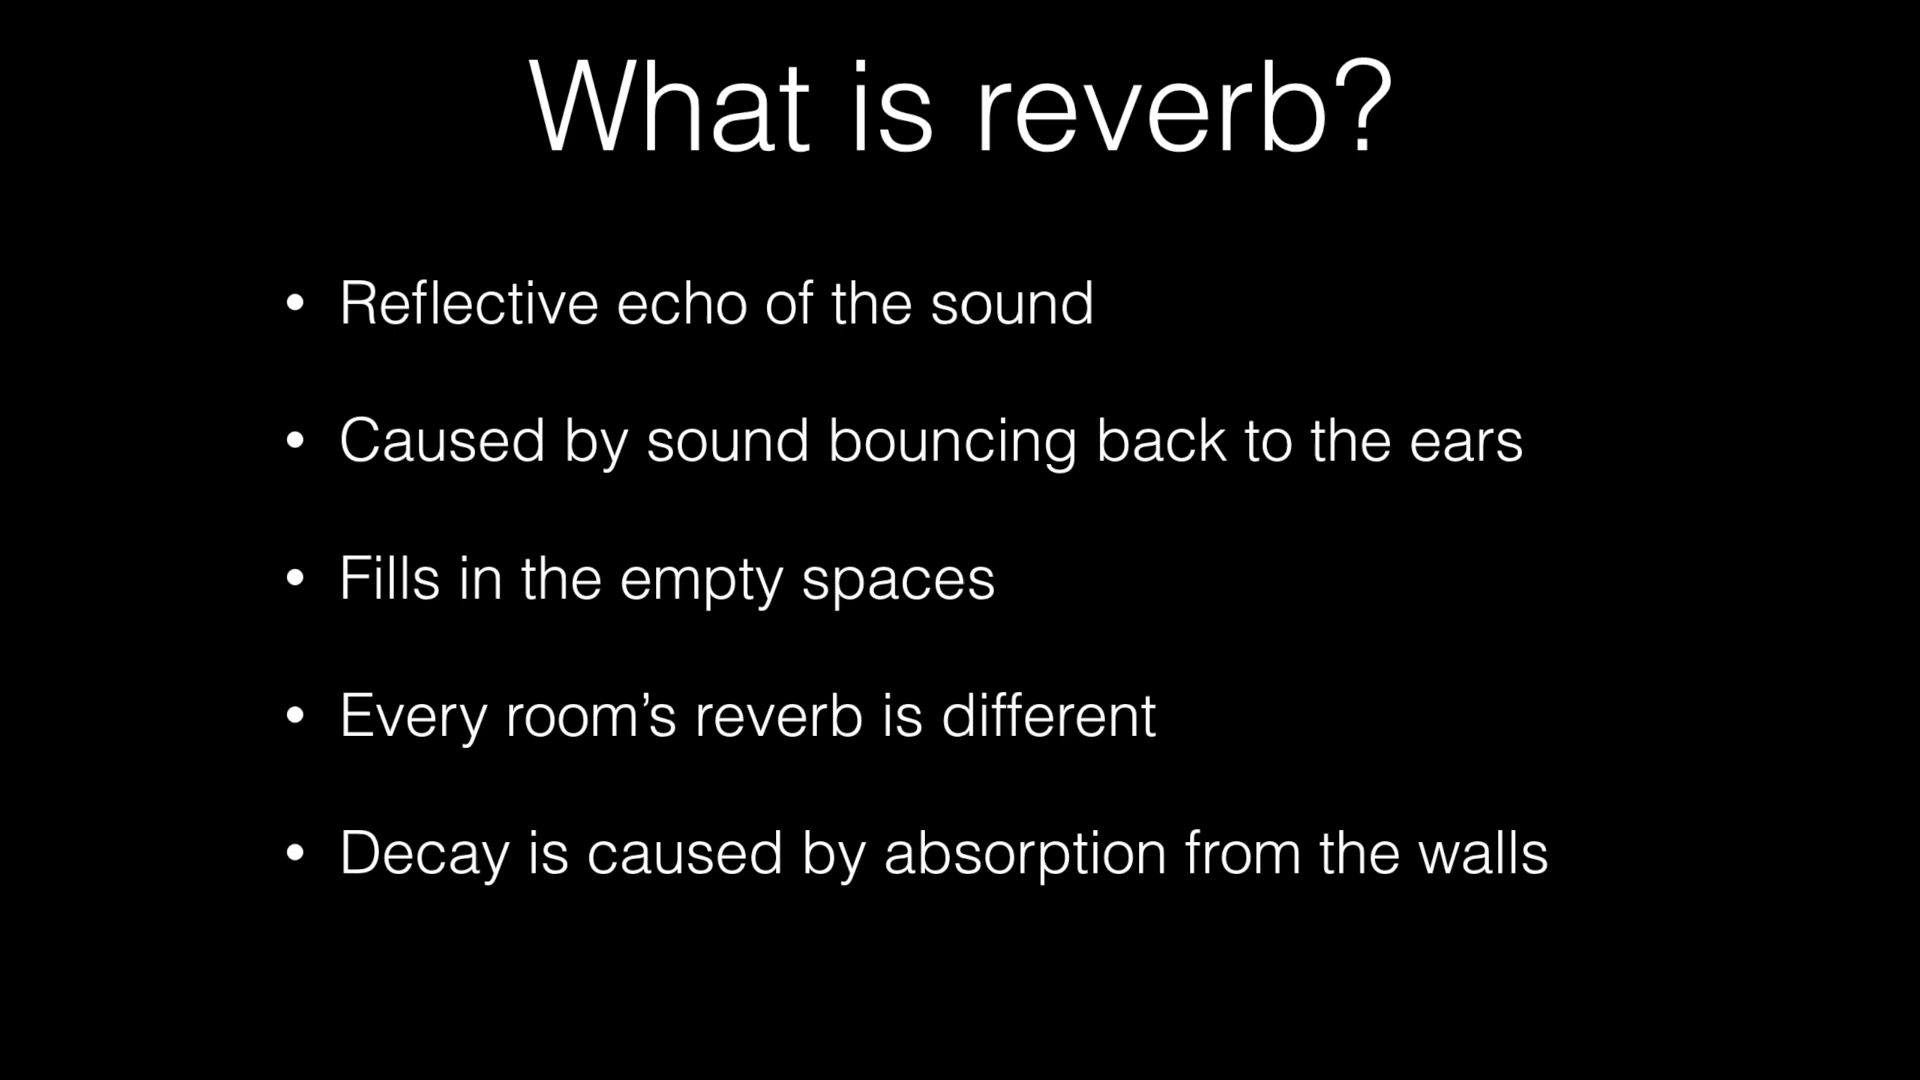 What is reverb?
• Reflective echo of the sound
• Caused by sound bouncing back to the ears
• Fills in the empty spaces
• Every room’s reverb is different
• Decay is caused by absorption from the walls